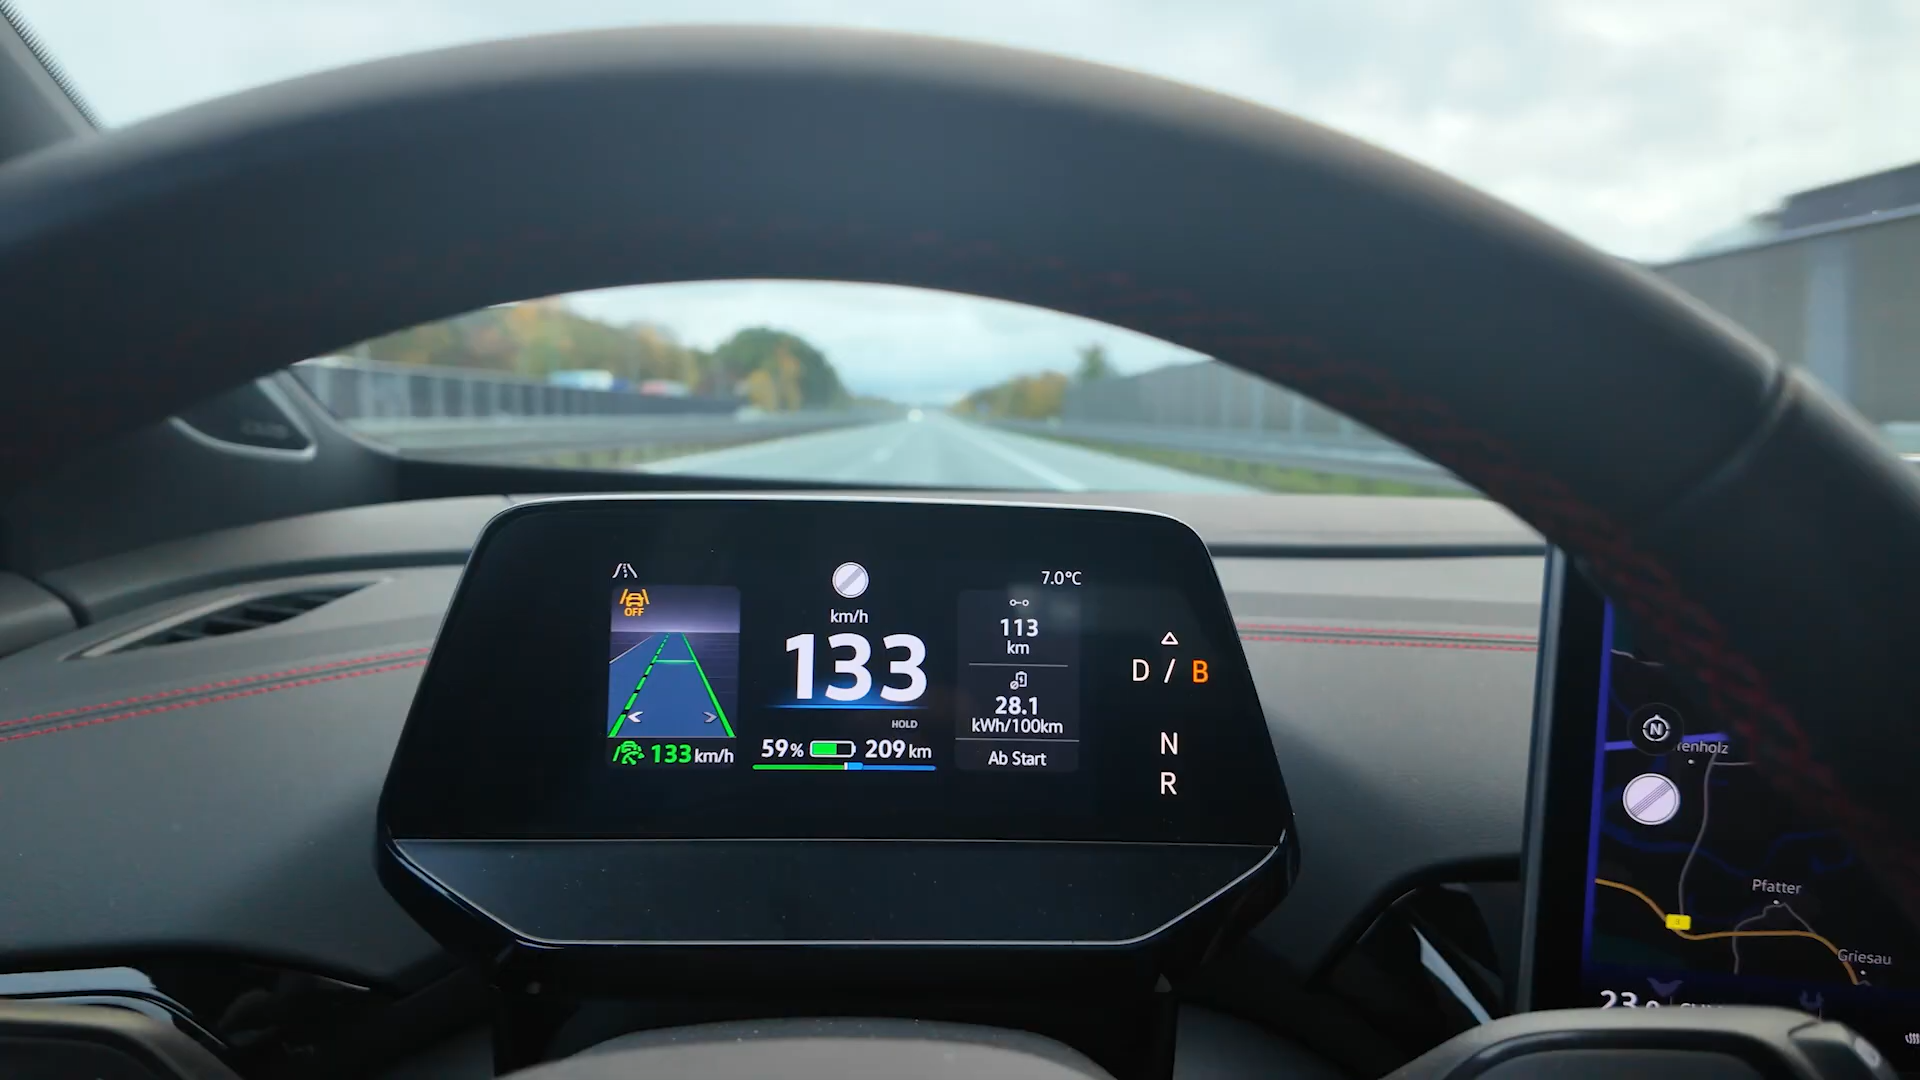 OFF
133 km/h
km/h
133
HOLD
59% 209 km
7.0°C
113
km
28.1
kWh/100km
Ab Start
D / B
N
R
N
enholz
Pfatter
Griesau